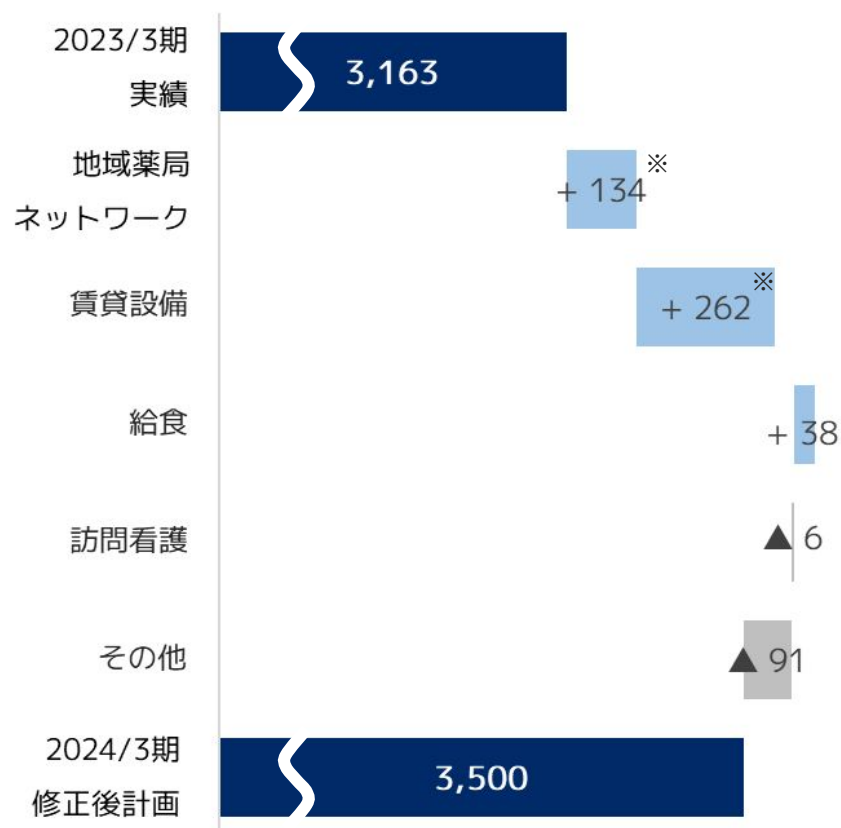 2023/3期
実績
3,163
地域薬局
ネットワーク
+ 134
※
賃貸設備
+ 262
※
給食
+ 38
訪問看護
▲ 6
その他
▲ 91
2024/3期
修正後計画
3,500